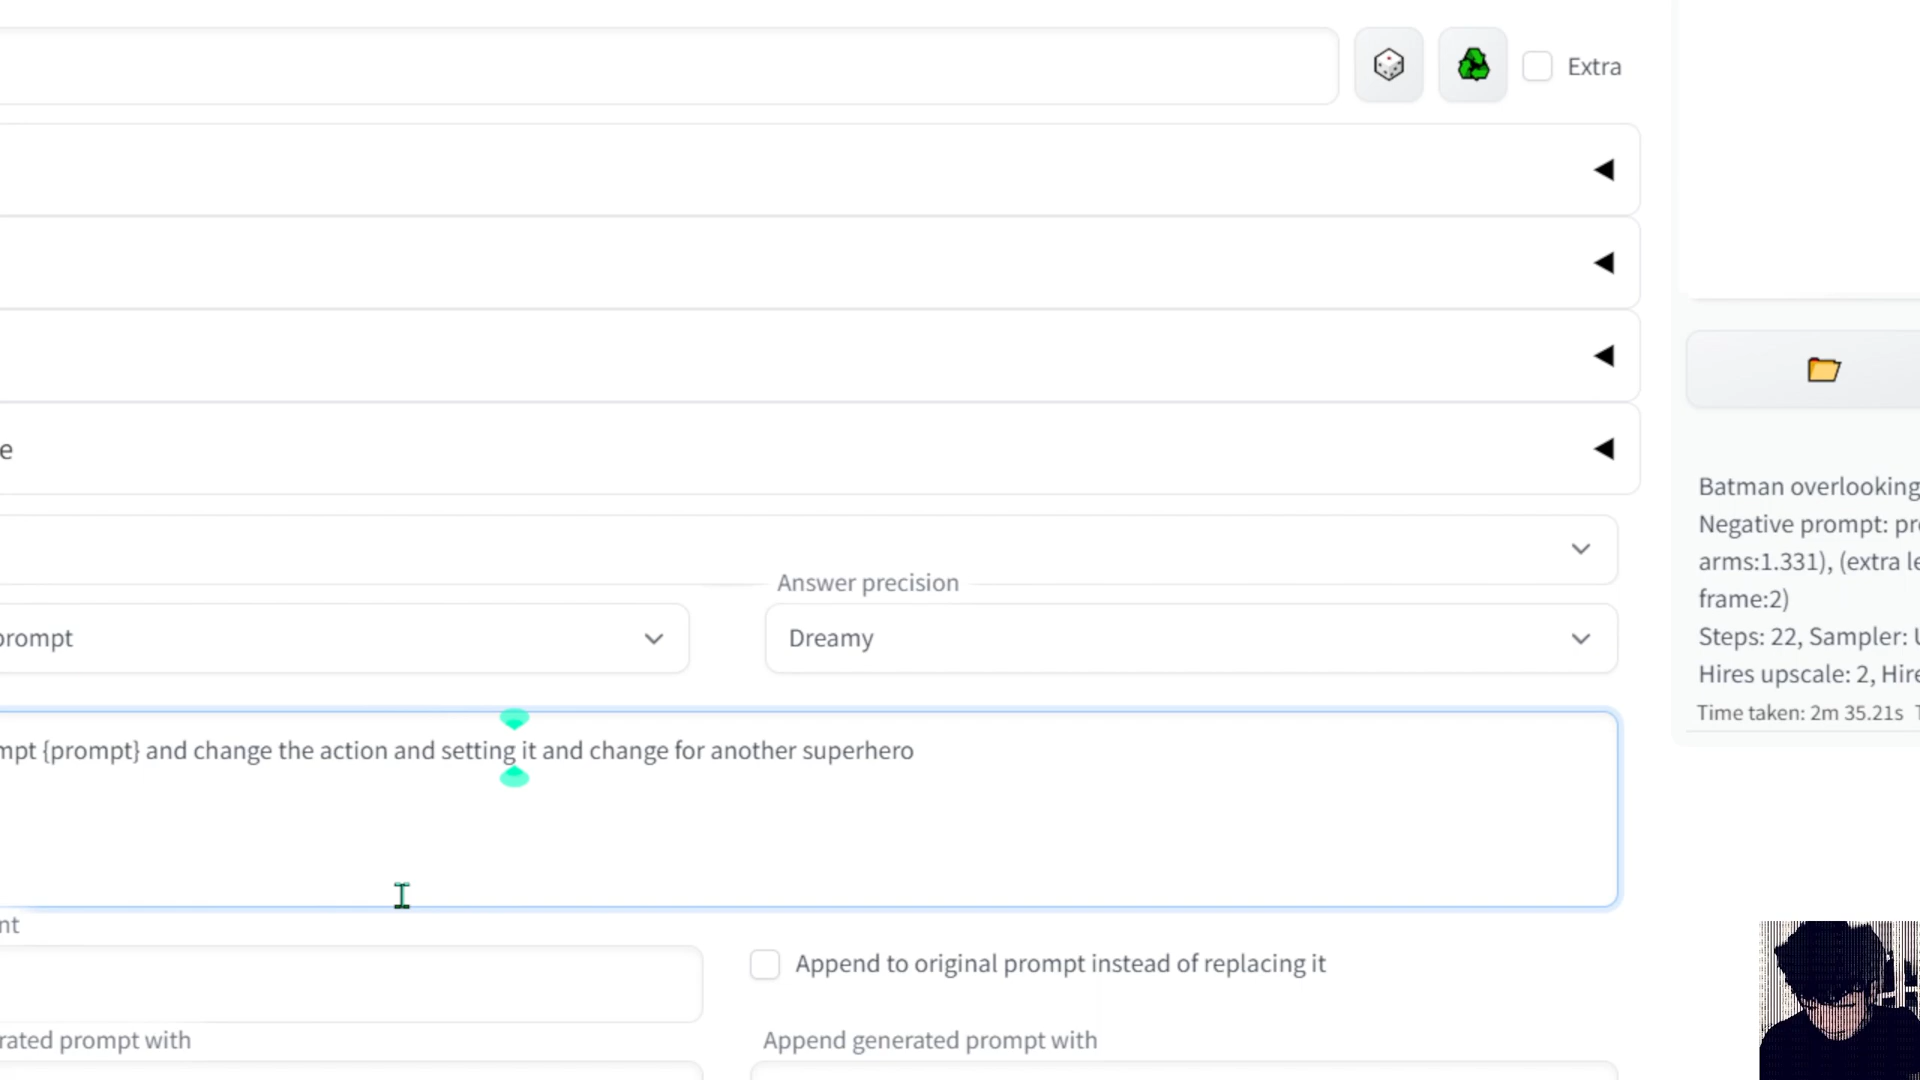 Extra
e
Answer precision
prompt
Dreamy
mpt {prompt} and change the action and setting it and change for another superhero
nt
Append to original prompt instead of replacing it
rated prompt with
Append generated prompt with
Batman overlooking
Negative prompt: pr
arms:1.331), (extra le
frame:2)
Steps: 22, Sampler: U
Hires upscale: 2, Hire
Time taken: 2m 35.21s T